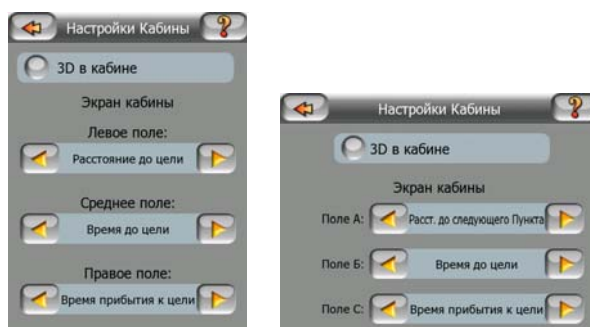 Настройки Кабины
3D в кабине
Экран кабины
Левое поле:
Расстояние до цели
Среднее поле:
Время до цели
Правое поле:
Время прибытия к цели
Настройки Кабины
3D в кабине
Экран кабины
Поле А: Расст. до следующего Пункта
Поле Б: Время до цели
Поле С: Время прибытия к цели